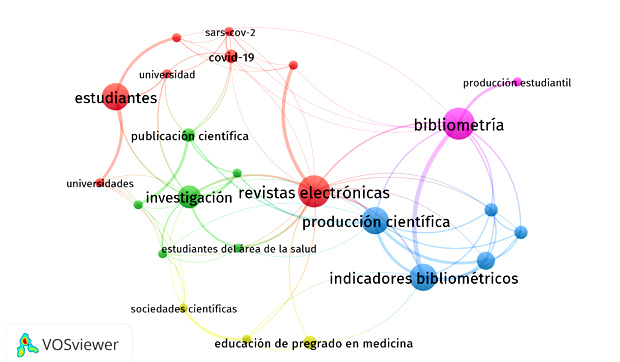 sars-cov-2
covid-19
universidad
producción estudiantil
estudiantes
bibliometría
publicación científica
universidades
investigación
revistas electrónicas
producción científica
estudiantes del área de la salud
indicadores bibliométricos
sociedades científicas
educación de pregrado en medicina
VOSviewer